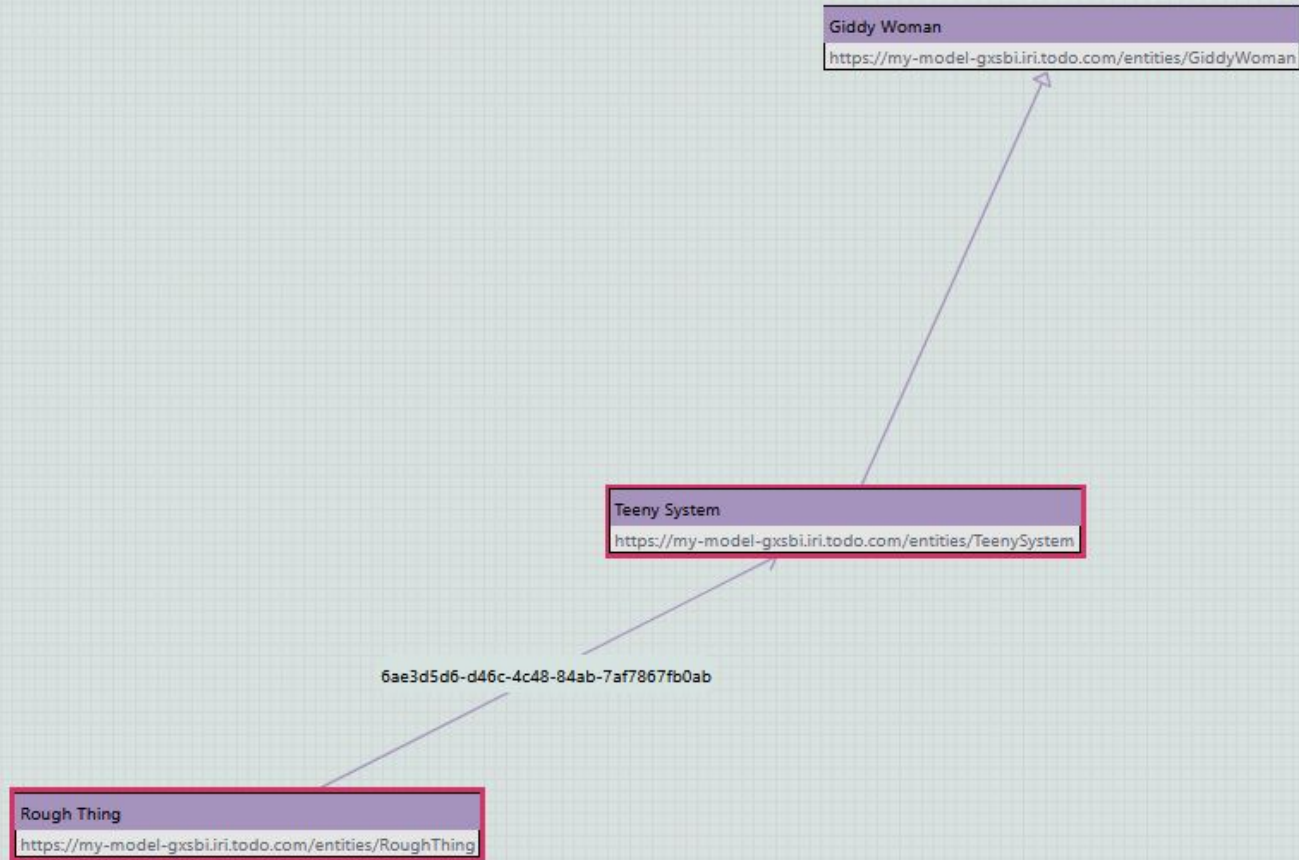 Giddy Woman
https://my-model-gxsbi.iri.todo.com/entities/GiddyWoman
Teeny System
https://my-model-gxsbi.iri.todo.com/entities/TeenySystem
6ae3d5d6-d46c-4c48-84ab-7af7867fb0ab
Rough Thing
https://my-model-gxsbi.iri.todo.com/entities/RoughThing